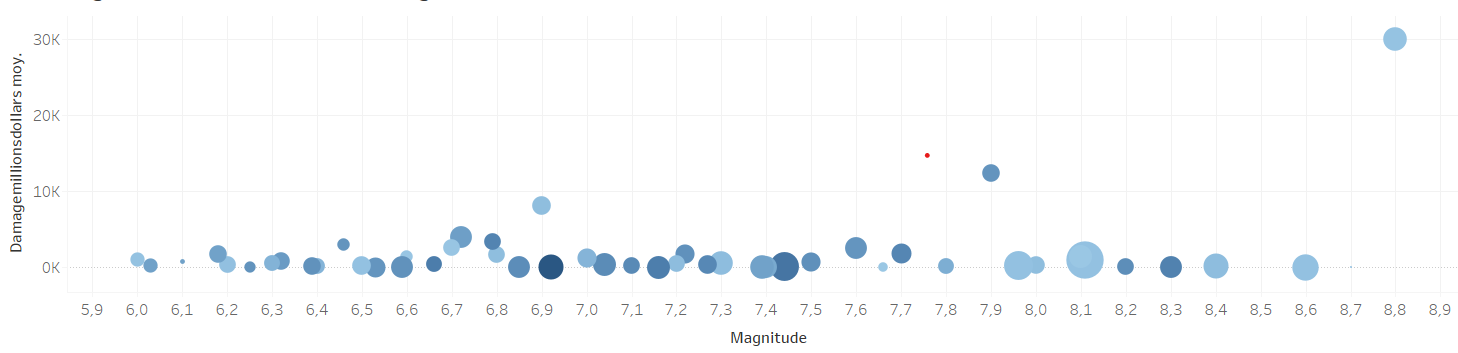 30K
20K
10K
0K
Damagemillionsdollars moy.
5,9 6,0 6,1 6,2 6,3 6,4 6,5 6,6 6,7 6,8 6,9 7,0 7,1 7,2 7,3 7,4 7,5 7,6 7,7 7,8 7,9 8,0 8,1 8,2 8,3 8,4 8,5 8,6 8,7 8,8 8,9
Magnitude